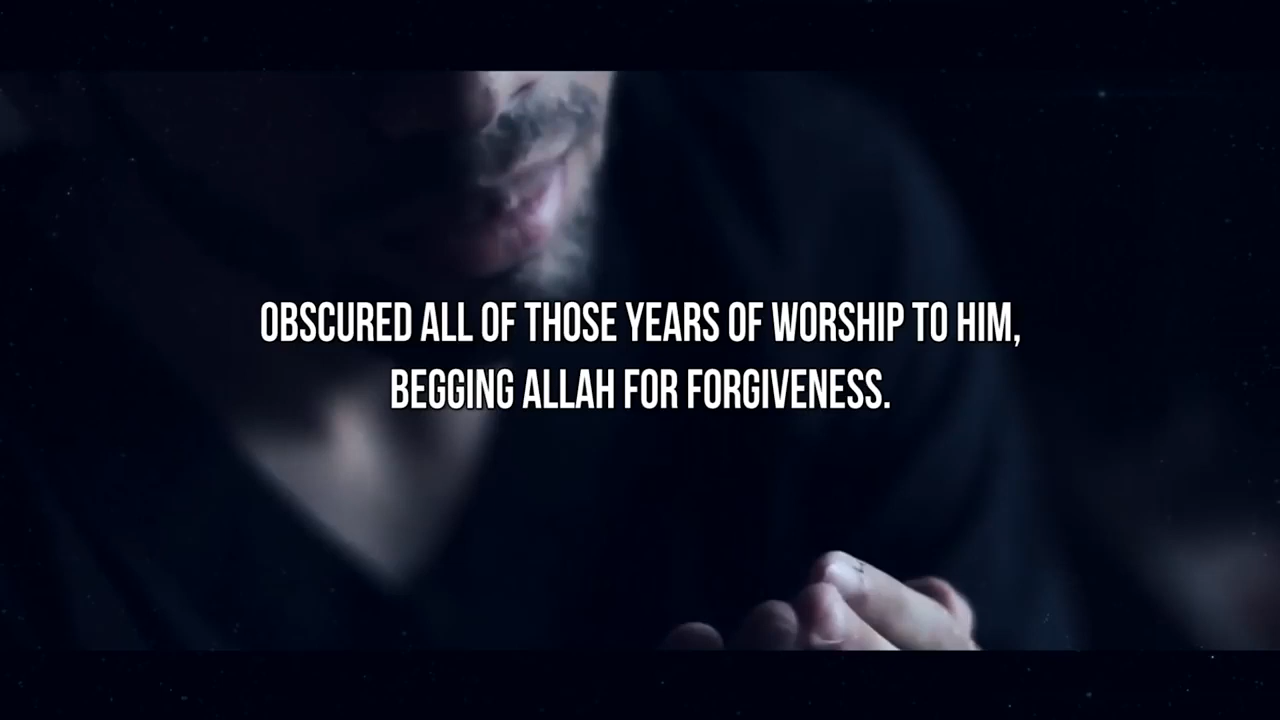 OBSCURED ALL OF THOSE YEARS OF WORSHIP TO HIM,
BEGGING ALLAH FOR FORGIVENESS.